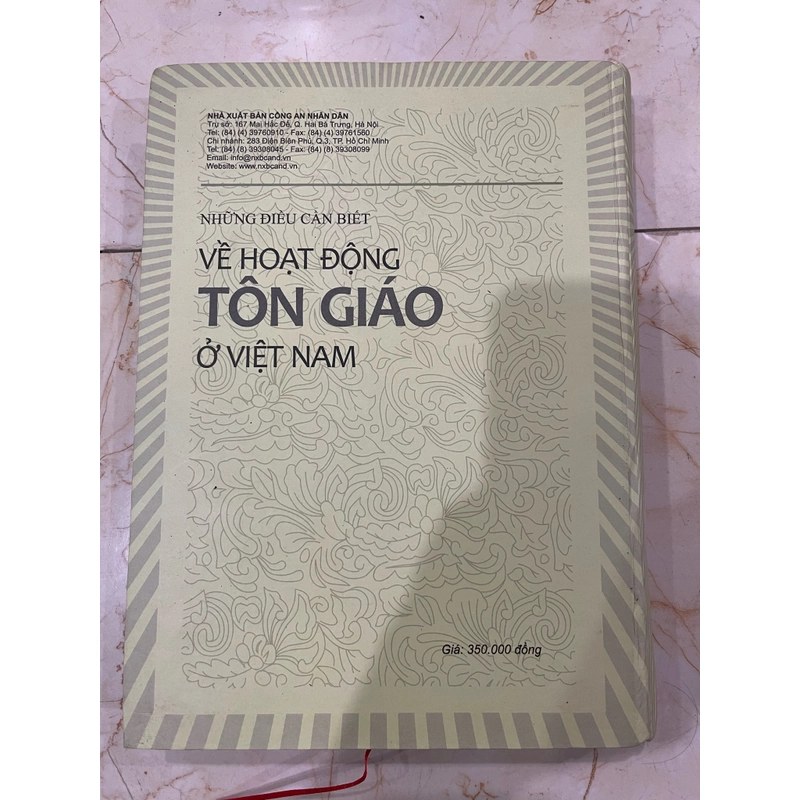 NHÀ XUẤT BẢN CÔNG AN NHÂN DÂN
Trụ sở: 167 Mai Hắc Đế, Q. Hai Bà Trưng, Hà Nội
Tel: (84) (4) 39760910 - Fax: (84) (4) 39761560
Chi nhánh: 283 Điện Biên Phủ, Q.3, TP. Hồ Chí Minh
Tel: (84) (8) 39308045 - Fax: (84) (8) 39308099
Email: info@nxbcand.vn
Website: www.nxbcand.vn
NHỮNG ĐIỀU CẦN BIẾT
VỀ HOẠT ĐỘNG
TÔN GIÁO
Ở VIỆT NAM
Giá: 350.000 đồng